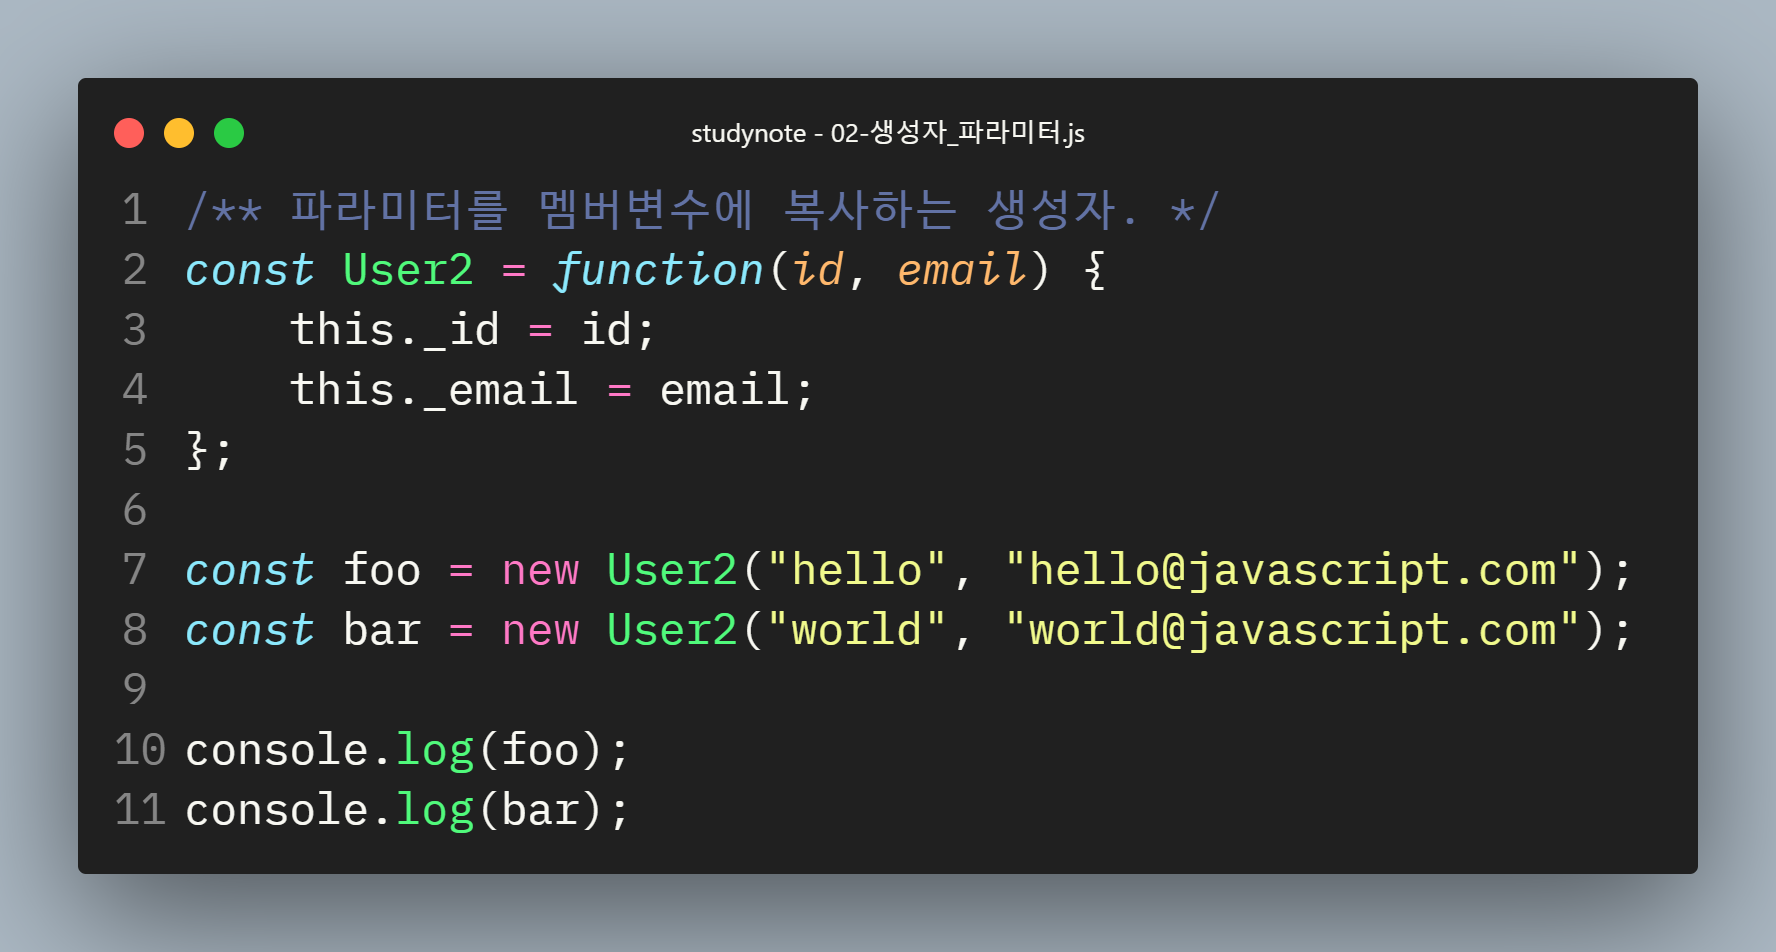 studynote - 02-생성자_파라미터.js
1 /** 파라미터를 멤버변수에 복사하는 생성자. */
2 const User2 = function(id, email) {
3     this._id = id;
4     this._email = email;
5 };
6
7 const foo = new User2("hello", "hello@javascript.com");
8 const bar = new User2("world", "world@javascript.com");
9
10 console.log(foo);
11 console.log(bar);